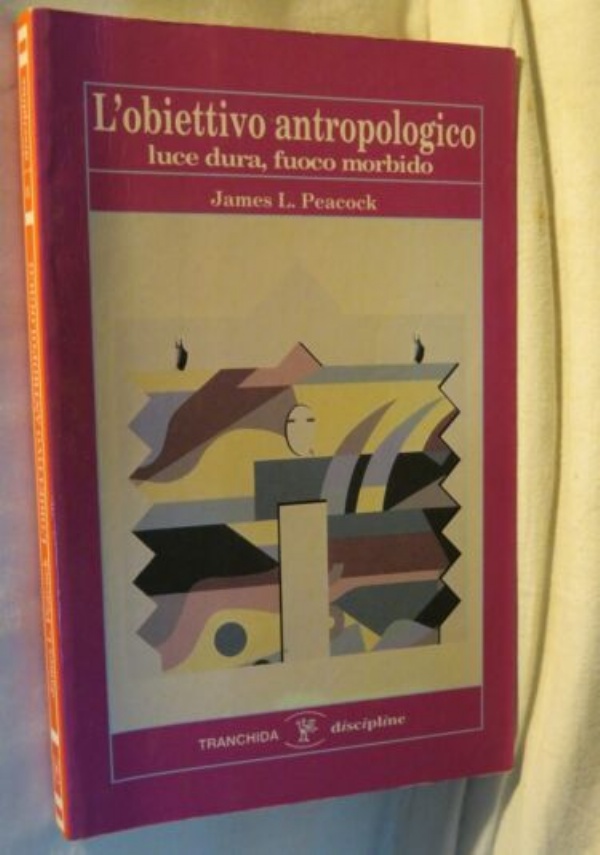 L'obiettivo antropologico
luce dura, fuoco morbido
James L. Peacock
TRANCHIDA discipline